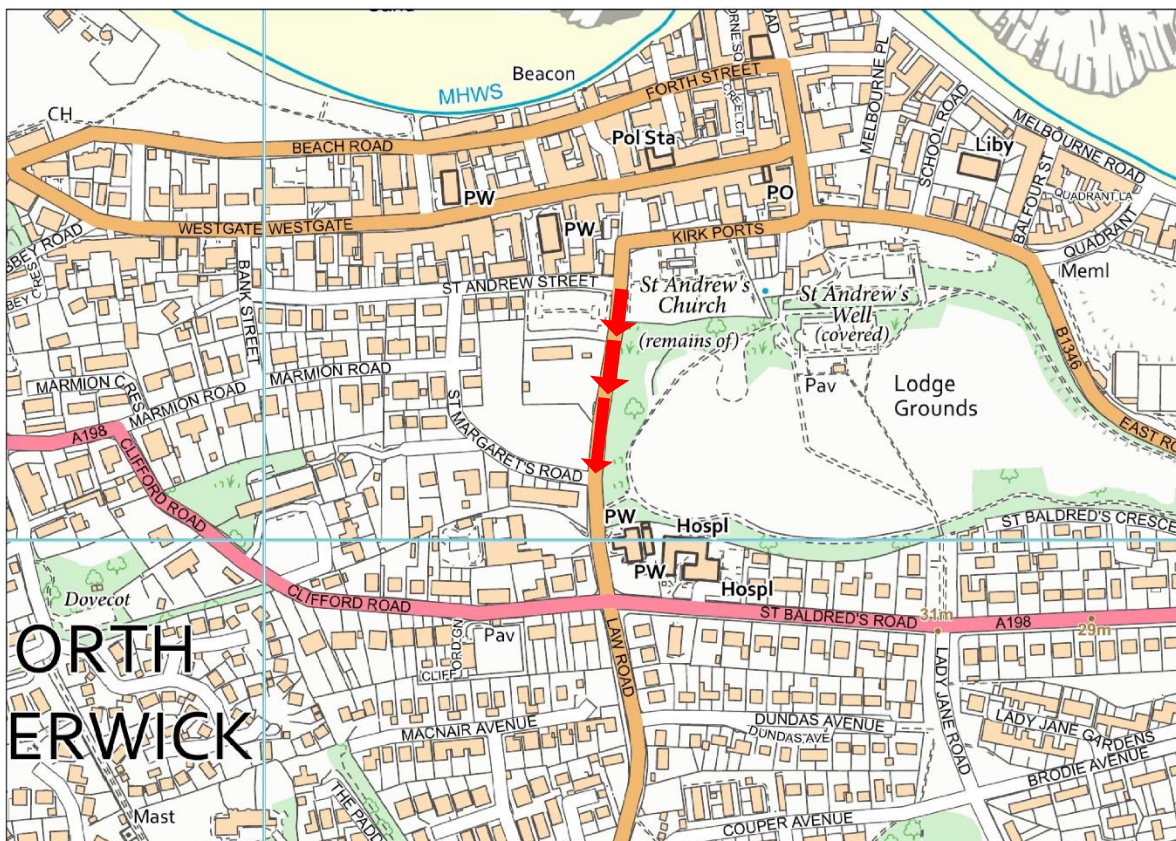 Beacon
MHWS
FORTH STREET
MELBOURNE PL
CH
BEACH ROAD
Pol Sta
SCHOOL ROAD
Liby
MELBOURNE ROAD
BALFOUR ST
QUADRANT LA
QUADRANT
PW
PO
WESTGATE
WESTGATE
PW
KIRK PORTS
Meml
BANK STREET
ST ANDREW STREET
St Andrew's
Church
(remains of)
St Andrew's
Well
(covered)
B1346
MARMION CRES
MARMION ROAD
MARMION ROAD
Pav
Lodge
Grounds
EAST RO
A198
CLIFFORD ROAD
ST MARGARET'S ROAD
PW
Hospl
ST BALDRED'S CRESCE
PW
Hospl
Dovecot
CLIFFORD ROAD
ST BALDRED'S ROAD
31m
A198
29m
ORTH
ERWICK
Pav
LAW ROAD
LADY JANE ROAD
MACNAIR AVENUE
DUNDAS AVENUE
DUNDAS AVE
LADY JANE GARDENS
BRODIE AVENUE
Mast
THE PADD
COUPER AVENUE